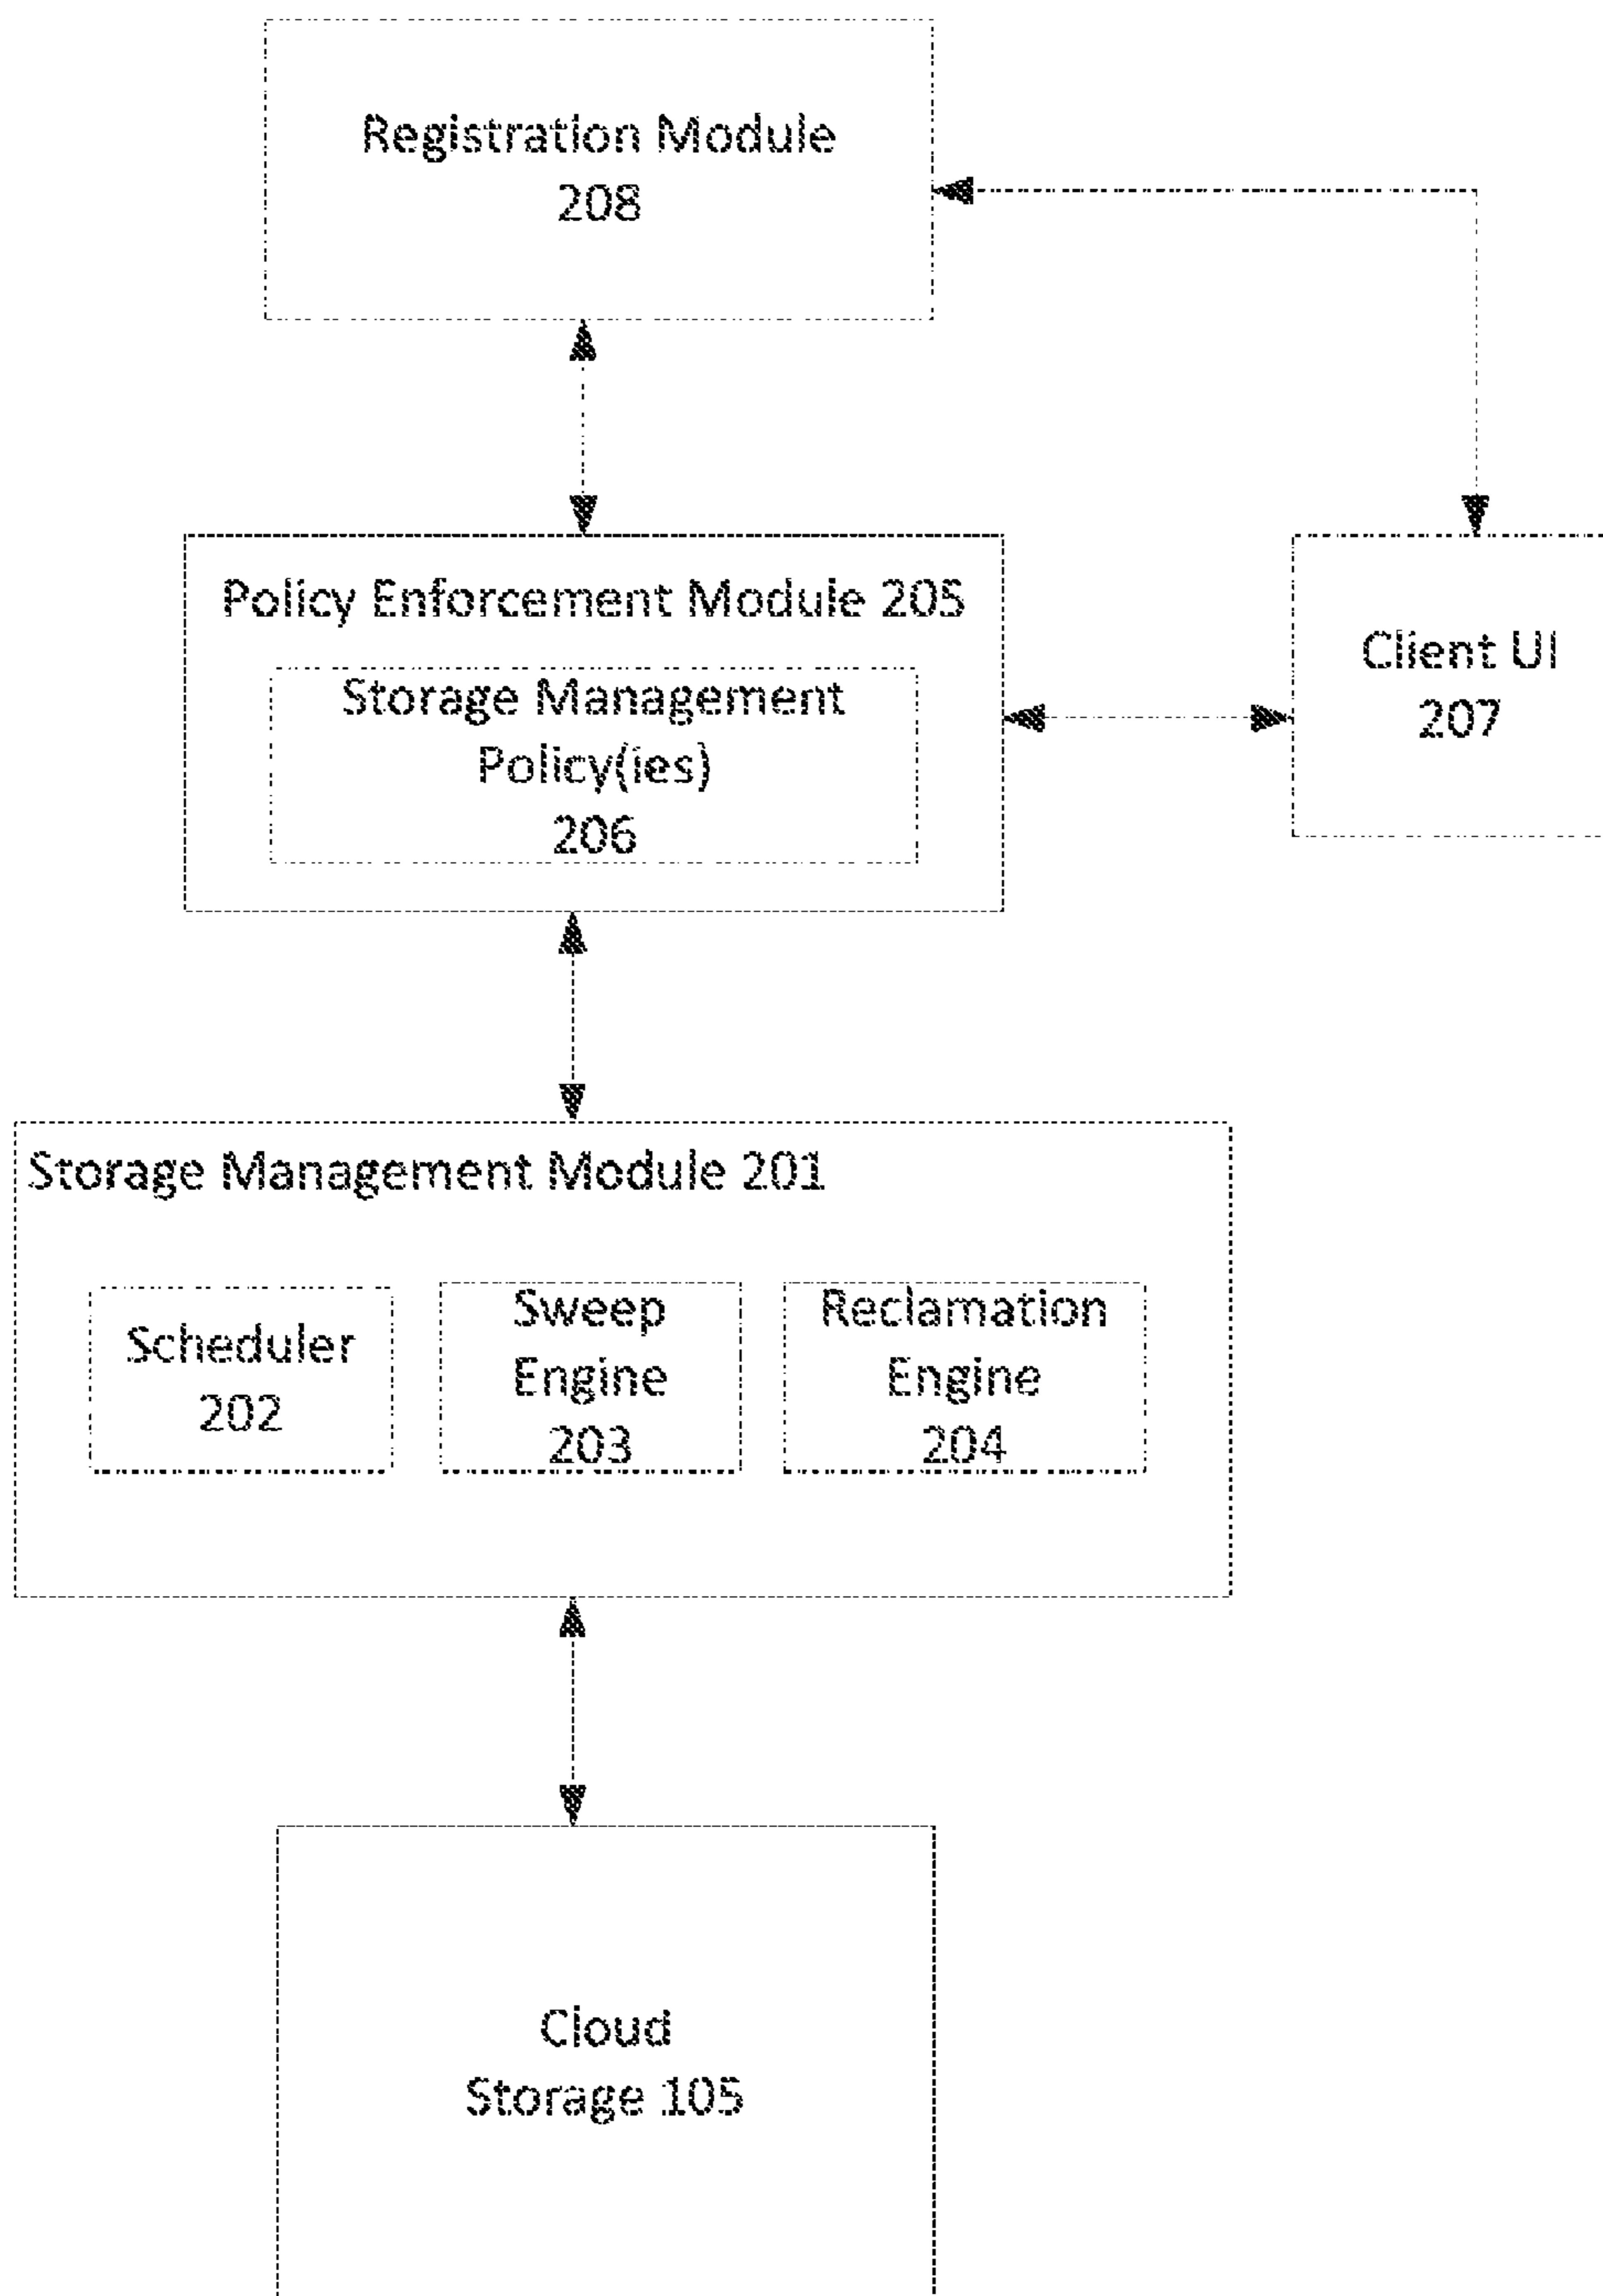 Registration Module
208
Policy Enforcement Module 205
Storage Management
Policy(ies)
206
Client UI
207
Storage Management Module 201
Scheduler
202
Sweep
Engine
203
Reclamation
Engine
204
Cloud
Storage 105